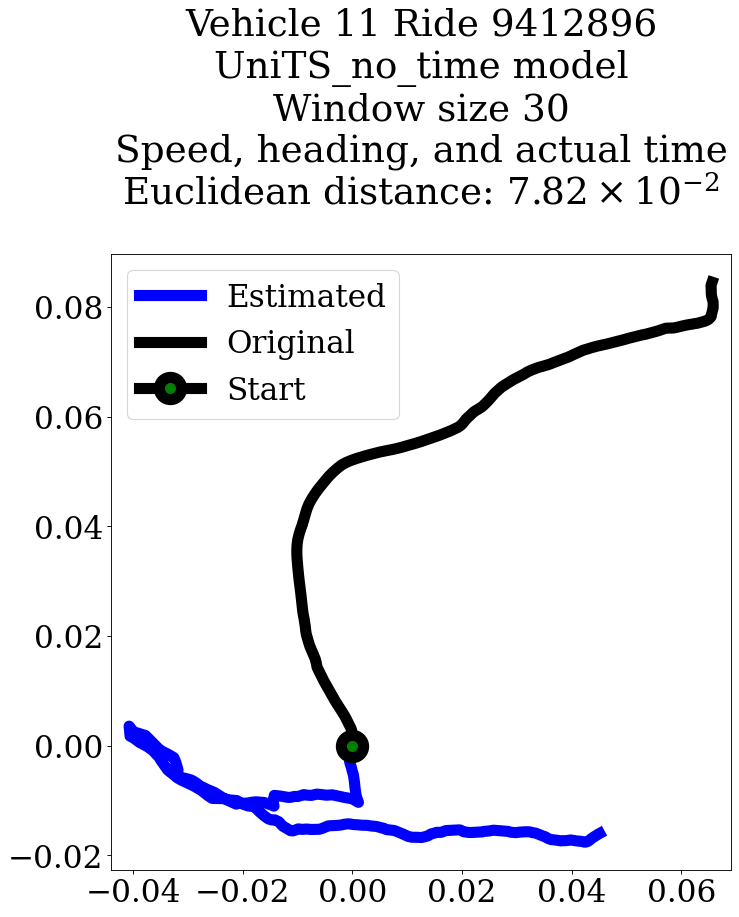 Vehicle 11 Ride 9412896
UniTS_no_time model
Window size 30
Speed, heading, and actual time
Euclidean distance: 7.82 × 10⁻²
Estimated
Original
Start
0.08
0.06
0.04
0.02
0.00
−0.02
−0.04 −0.02 0.00 0.02 0.04 0.06